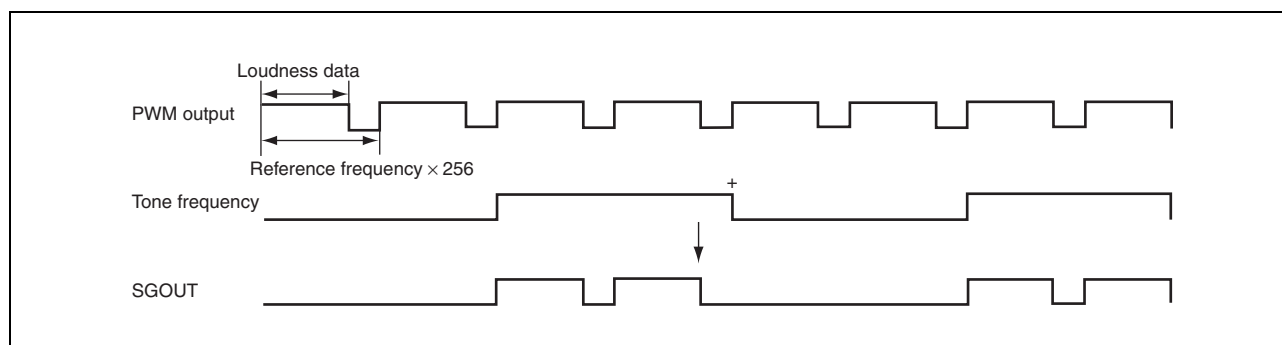 Loudness data
PWM output
Reference frequency × 256
+
Tone frequency
SGOUT